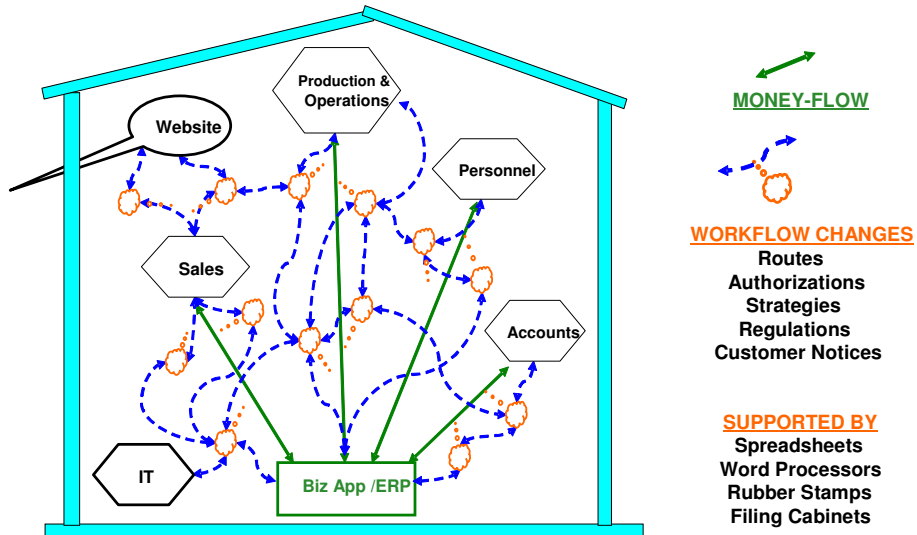 Production &
Operations
Website
Personnel
Sales
Accounts
IT
Biz App /ERP
MONEY-FLOW
WORKFLOW CHANGES
Routes
Authorizations
Strategies
Regulations
Customer Notices
SUPPORTED BY
Spreadsheets
Word Processors
Rubber Stamps
Filing Cabinets